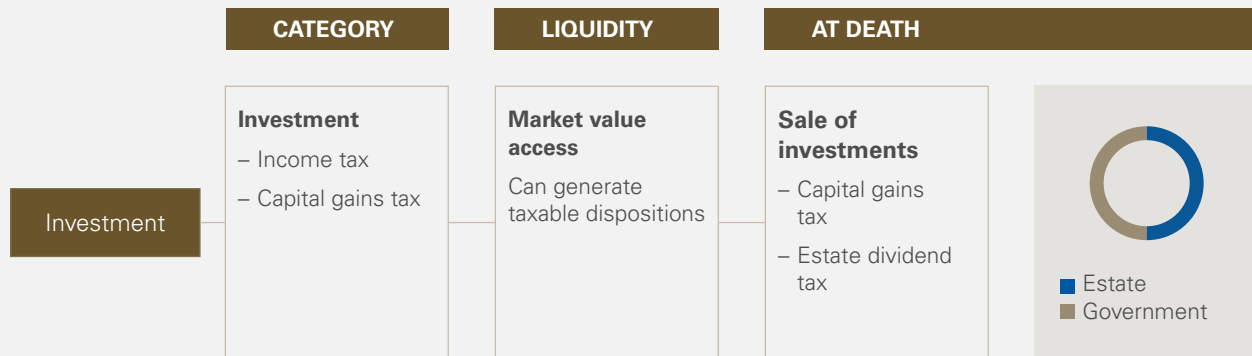 CATEGORY
LIQUIDITY
AT DEATH
Investment
Investment
– Income tax
– Capital gains tax
Market value
access
Can generate
taxable dispositions
Sale of
investments
– Capital gains
tax
– Estate dividend
tax
Estate
Government